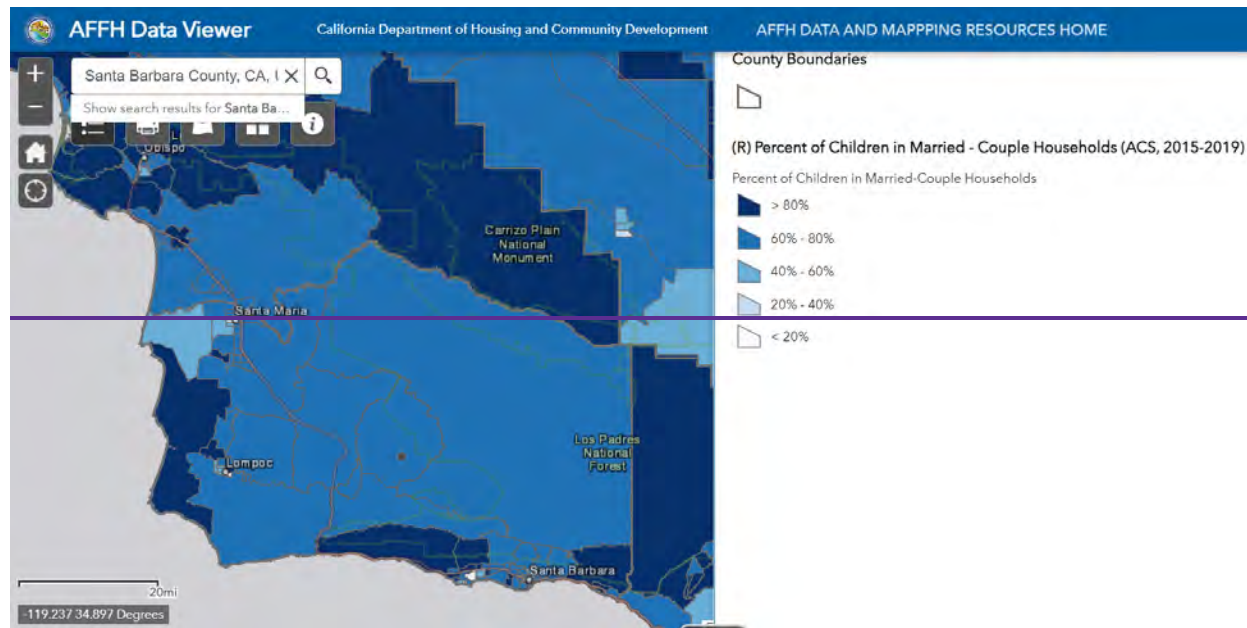 AFFH Data Viewer
California Department of Housing and Community Development
AFFH DATA AND MAPPPING RESOURCES HOME
+
Santa Barbara County, CA, U
−
Show search results for Santa Ba...
Obispo
Carrizo Plain
National
Monument
Santa Maria
Los Padres
National
Forest
Lompoc
Santa Barbara
20mi
-119.237 34.897 Degrees
County Boundaries
(R) Percent of Children in Married - Couple Households (ACS, 2015-2019)
Percent of Children in Married-Couple Households
> 80%
60% - 80%
40% - 60%
20% - 40%
< 20%